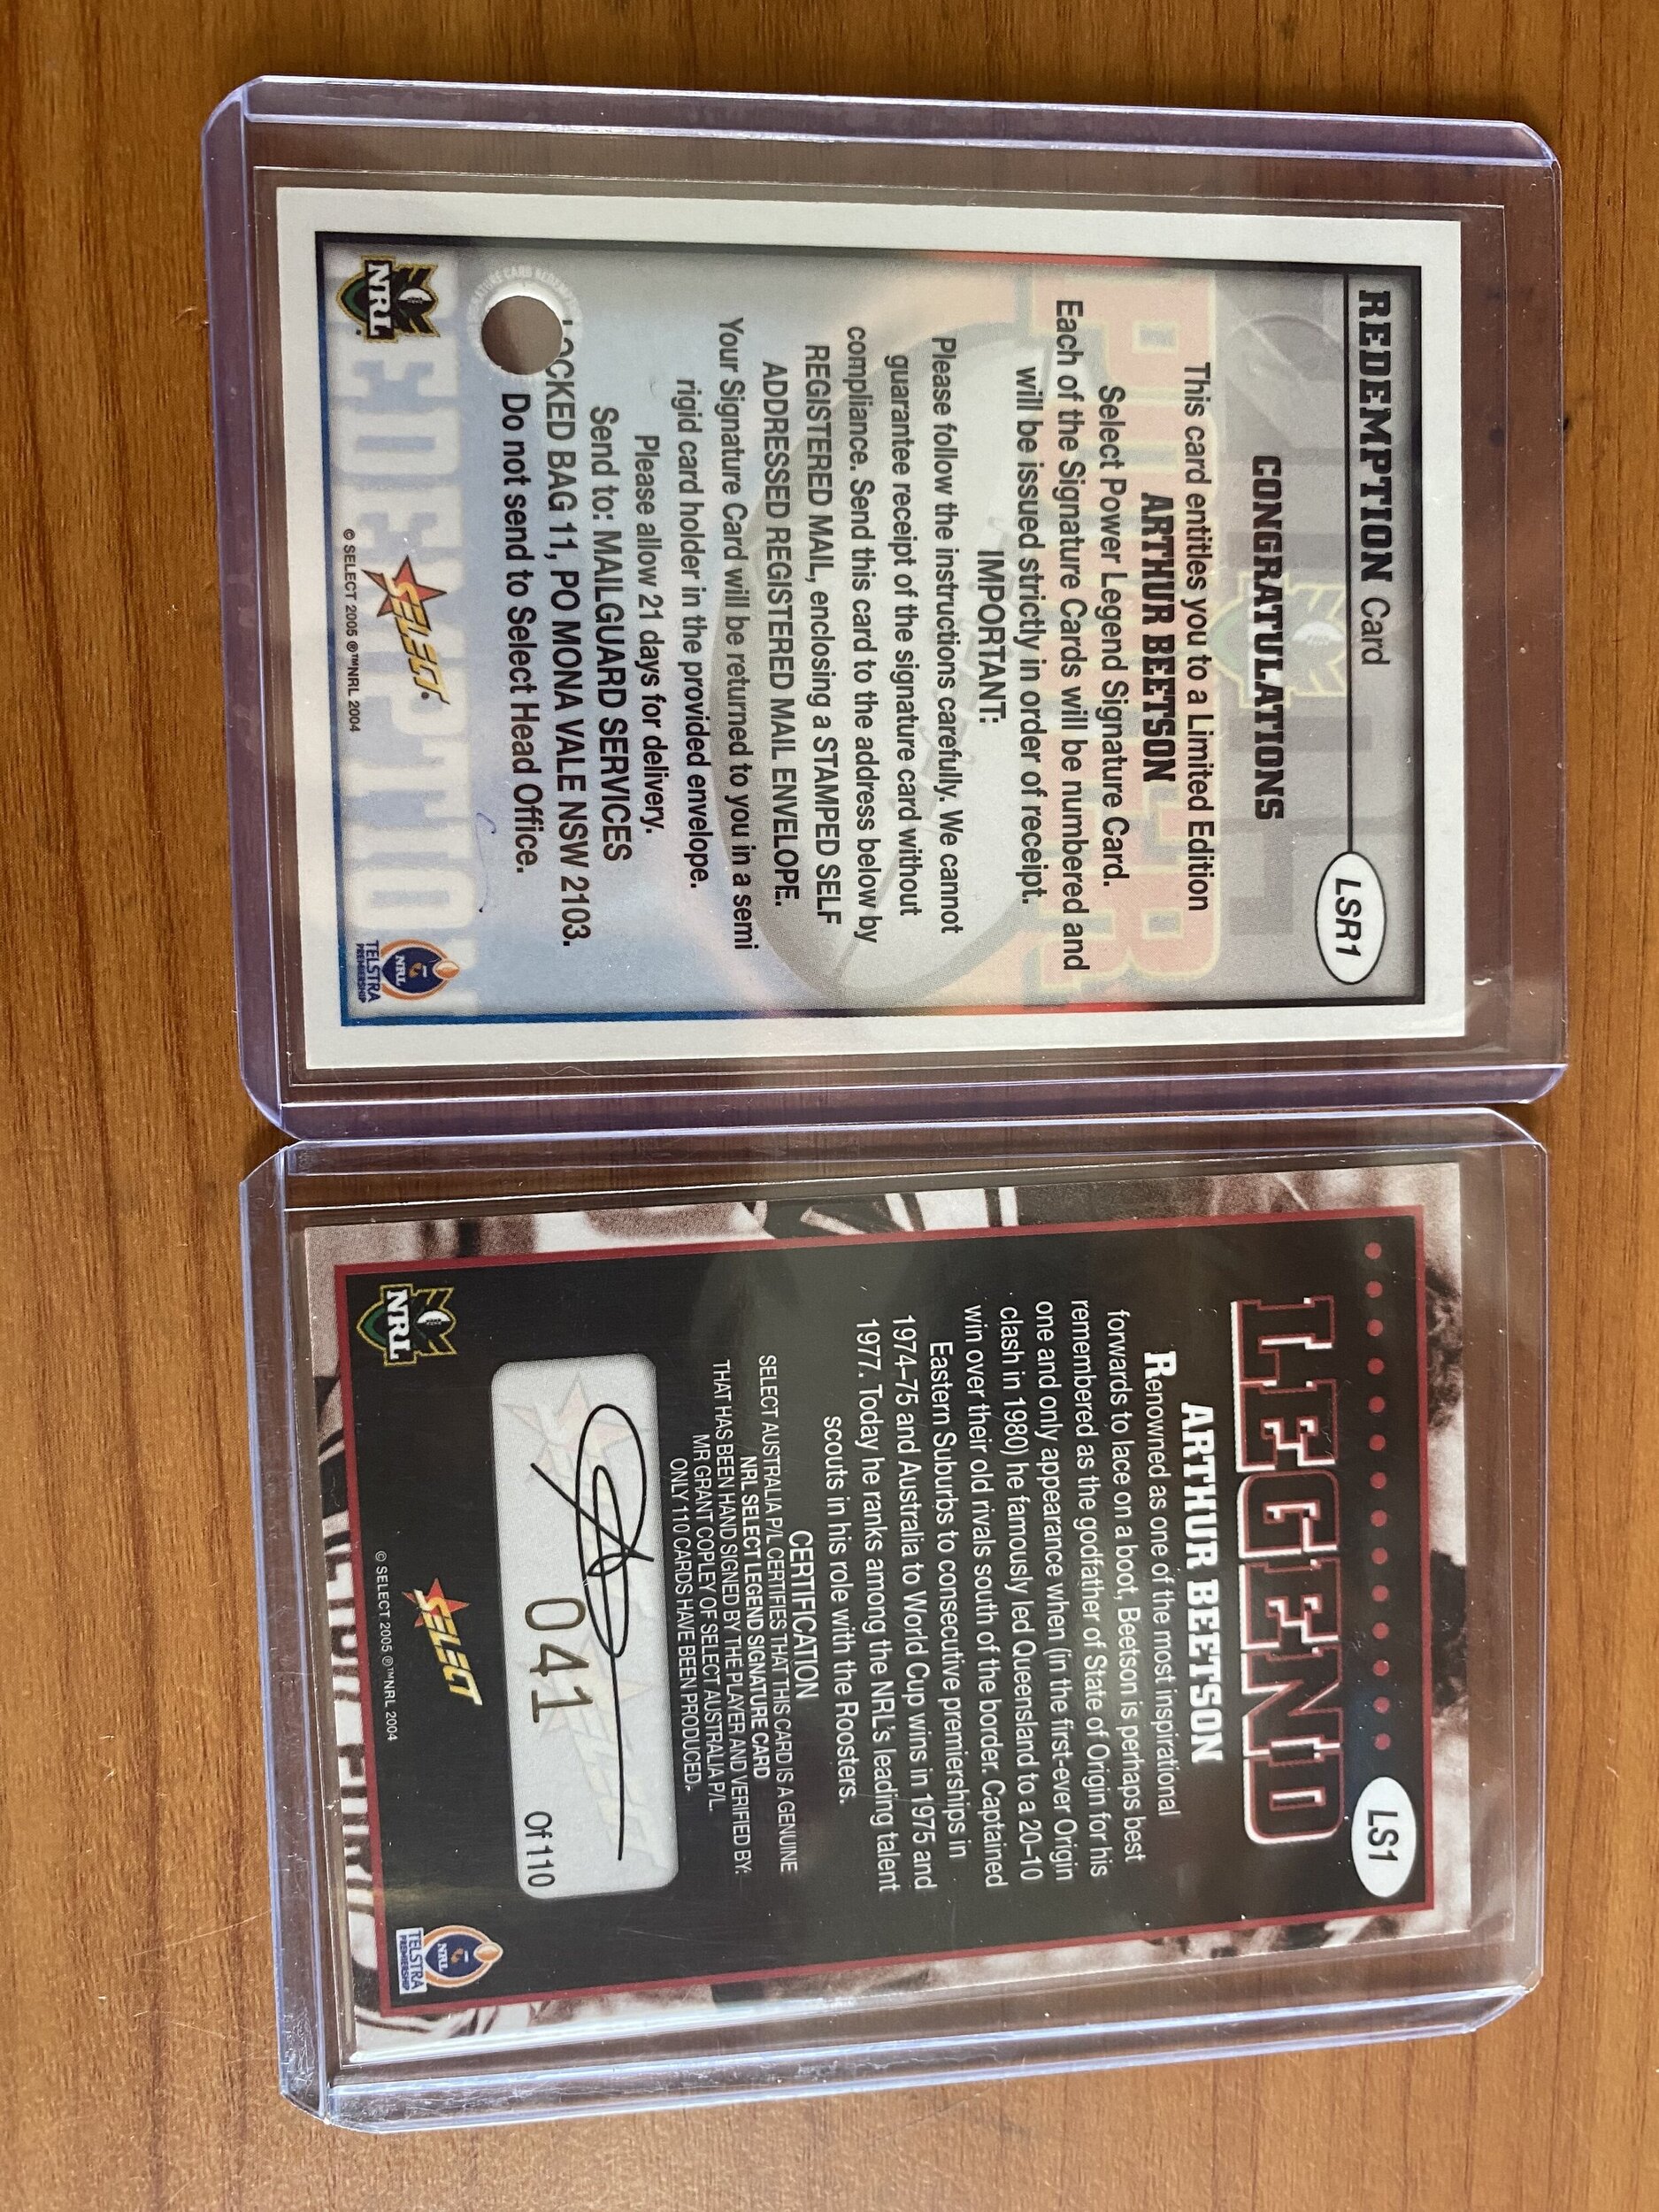 REDEMPTION Card
LSR1
CONGRATULATIONS
This card entitles you to a Limited Edition
ARTHUR BEETSON
Select Power Legend Signature Card.
Each of the Signature Cards will be numbered and
will be issued strictly in order of receipt.
IMPORTANT:
Please follow the instructions carefully. We cannot
guarantee receipt of the signature card without
compliance. Send this card to the address below by
REGISTERED MAIL, enclosing a STAMPED SELF
ADDRESSED REGISTERED MAIL ENVELOPE.
Your Signature Card will be returned to you in a semi
rigid card holder in the provided envelope.
Please allow 21 days for delivery.
Send to: MAILGUARD SERVICES
LOCKED BAG 11, PO MONA VALE NSW 2103.
Do not send to Select Head Office.
NRL
SELECT
NRL
TELSTRA
PREMIERSHIP
© SELECT 2005 ®™NRL 2004
POWER
REDEMPTION
LS1
LEGEND
ARTHUR BEETSON
Renowned as one of the most inspirational
forwards to lace on a boot, Beetson is perhaps best
remembered as the godfather of State of Origin for his
one and only appearance when (in the first-ever Origin
clash in 1980) he famously led Queensland to a 20–10
win over their old rivals south of the border. Captained
Eastern Suburbs to consecutive premierships in
1974–75 and Australia to World Cup wins in 1975 and
1977. Today he ranks among the NRL's leading talent
scouts in his role with the Roosters.
CERTIFICATION
SELECT AUSTRALIA P/L CERTIFIES THAT THIS CARD IS A GENUINE
NRL SELECT LEGEND SIGNATURE CARD
THAT HAS BEEN HAND SIGNED BY THE PLAYER AND VERIFIED BY:
MR GRANT COPLEY OF SELECT AUSTRALIA P/L.
ONLY 110 CARDS HAVE BEEN PRODUCED.
041
Of 110
NRL
SELECT
NRL
TELSTRA
PREMIERSHIP
© SELECT 2005 ®™NRL 2004